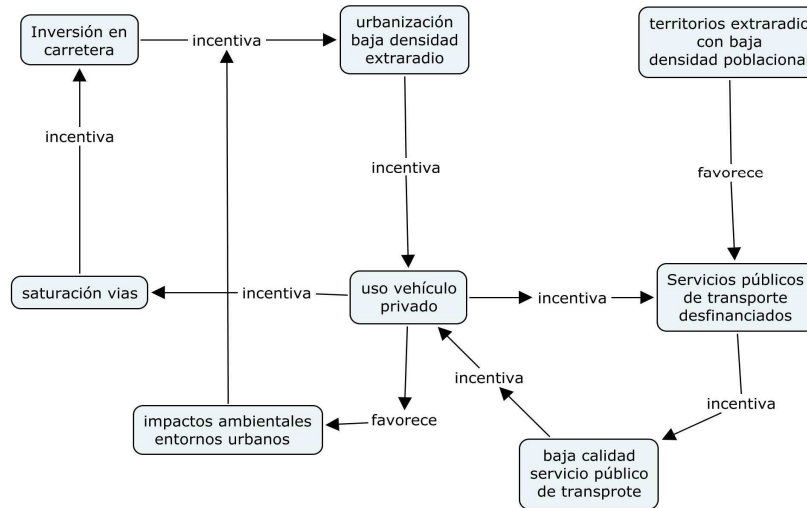 Inversión en
carretera
incentiva
urbanización
baja densidad
extraradio
territorios extraradio
con baja
densidad poblaciona
incentiva
incentiva
favorece
saturación vias
incentiva
uso vehículo
privado
incentiva
Servicios públicos
de transporte
desfinanciados
incentiva
favorece
incentiva
impactos ambientales
entornos urbanos
baja calidad
servicio público
de transprote